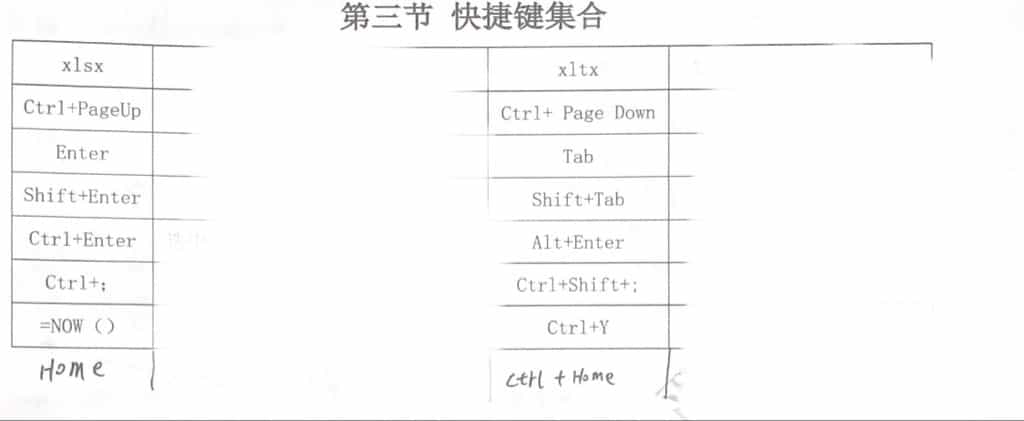 第三节 快捷键集合
xlsx xltx
Ctrl+PageUp Ctrl+ Page Down
Enter Tab
Shift+Enter Shift+Tab
Ctrl+Enter Alt+Enter
Ctrl+; Ctrl+Shift+;
=NOW（） Ctrl+Y
Home Ctrl + Home